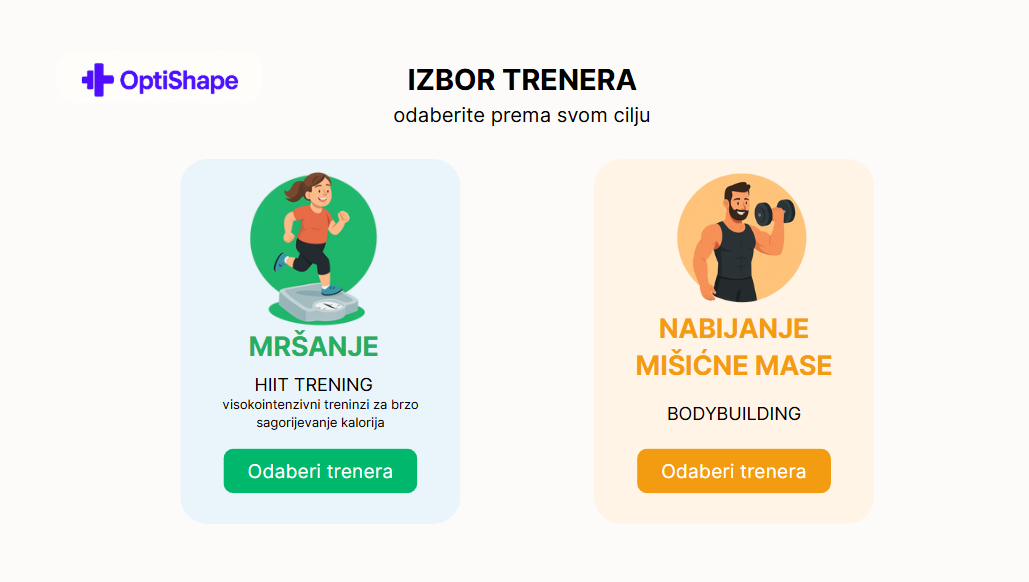 OptiShape
IZBOR TRENERA
odaberite prema svom cilju
MRŠANJE
HIIT TRENING
visokointenzivni treninzi za brzo
sagorijevanje kalorija
Odaberi trenera
NABIJANJE
MIŠIĆNE MASE
BODYBUILDING
Odaberi trenera